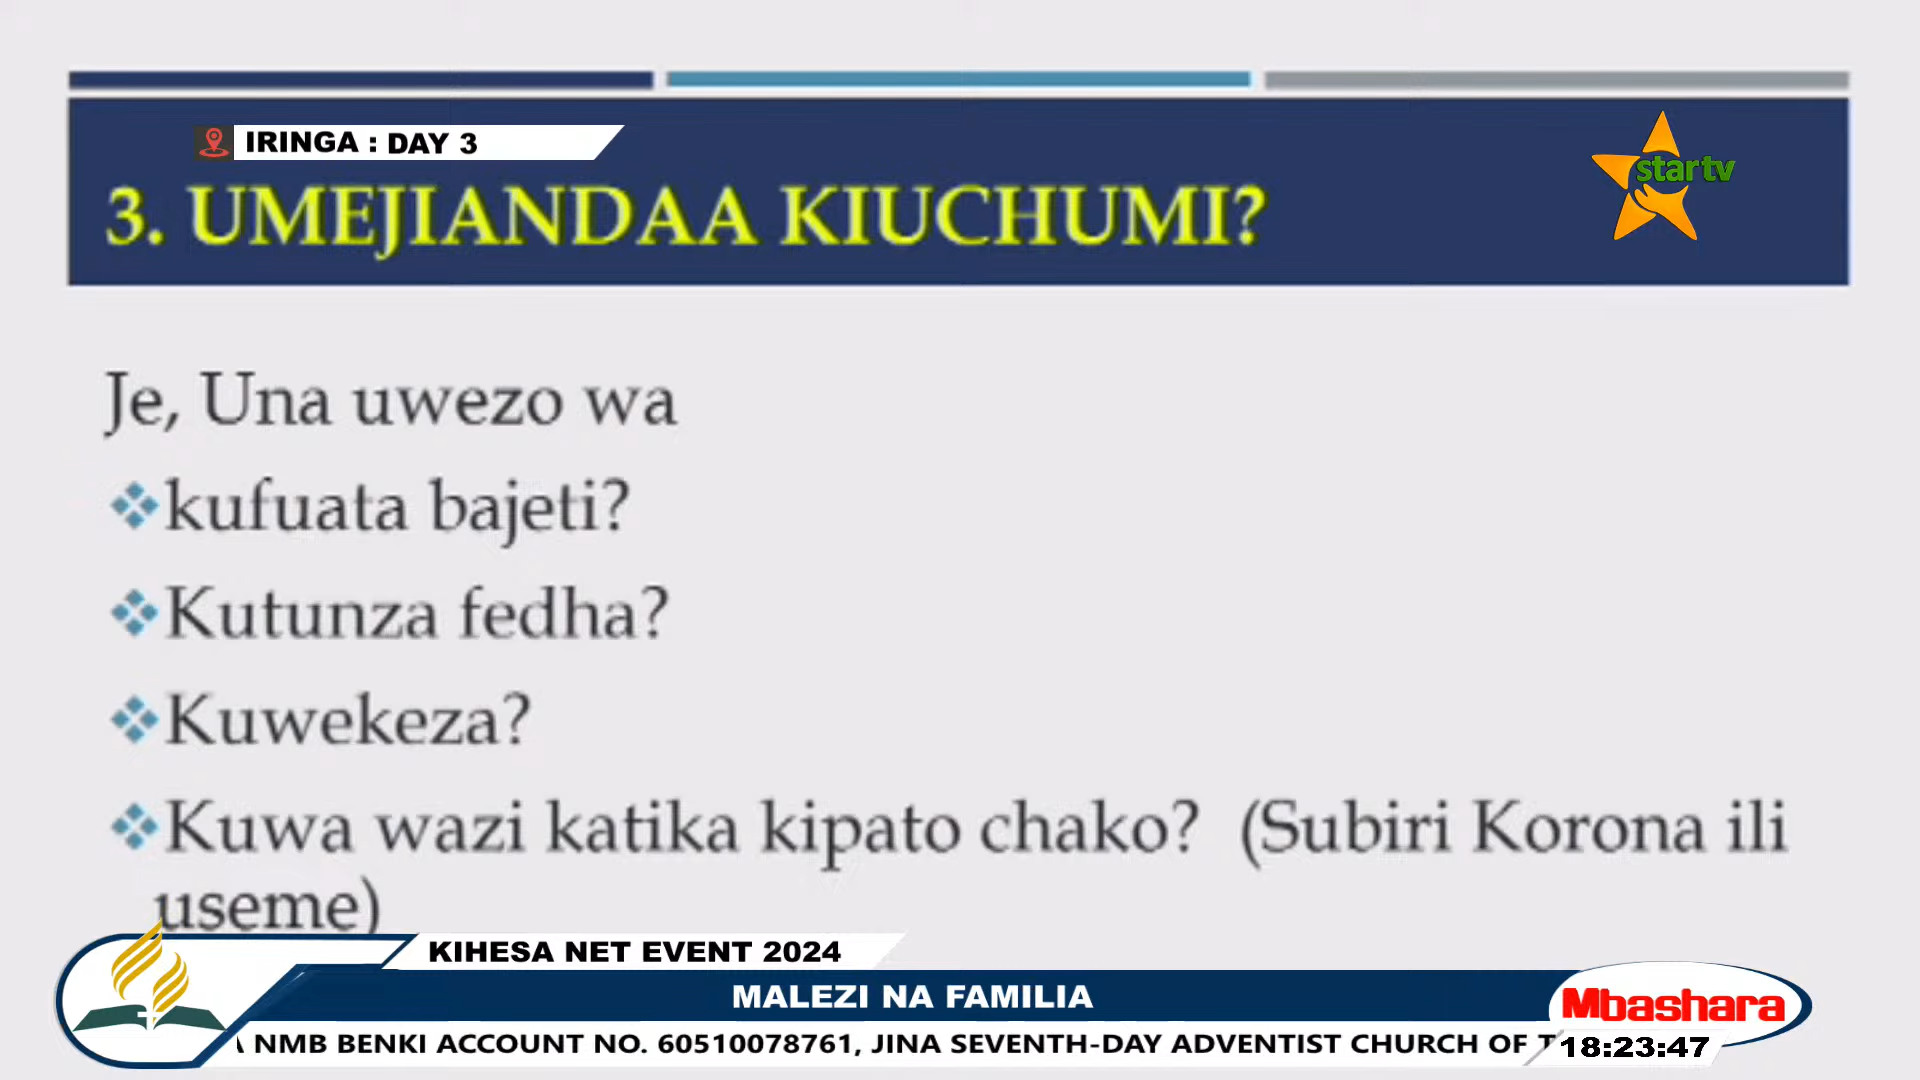 IRINGA : DAY 3
startv
3. UMEJIANDAA KIUCHUMI?
Je, Una uwezo wa
kufuata bajeti?
Kutunza fedha?
Kuwekeza?
Kuwa wazi katika kipato chako? (Subiri Korona ili
useme)
KIHESA NET EVENT 2024
MALEZI NA FAMILIA
Mbashara
NMB BENKI ACCOUNT NO. 60510078761, JINA SEVENTH-DAY ADVENTIST CHURCH OF
18:23:47